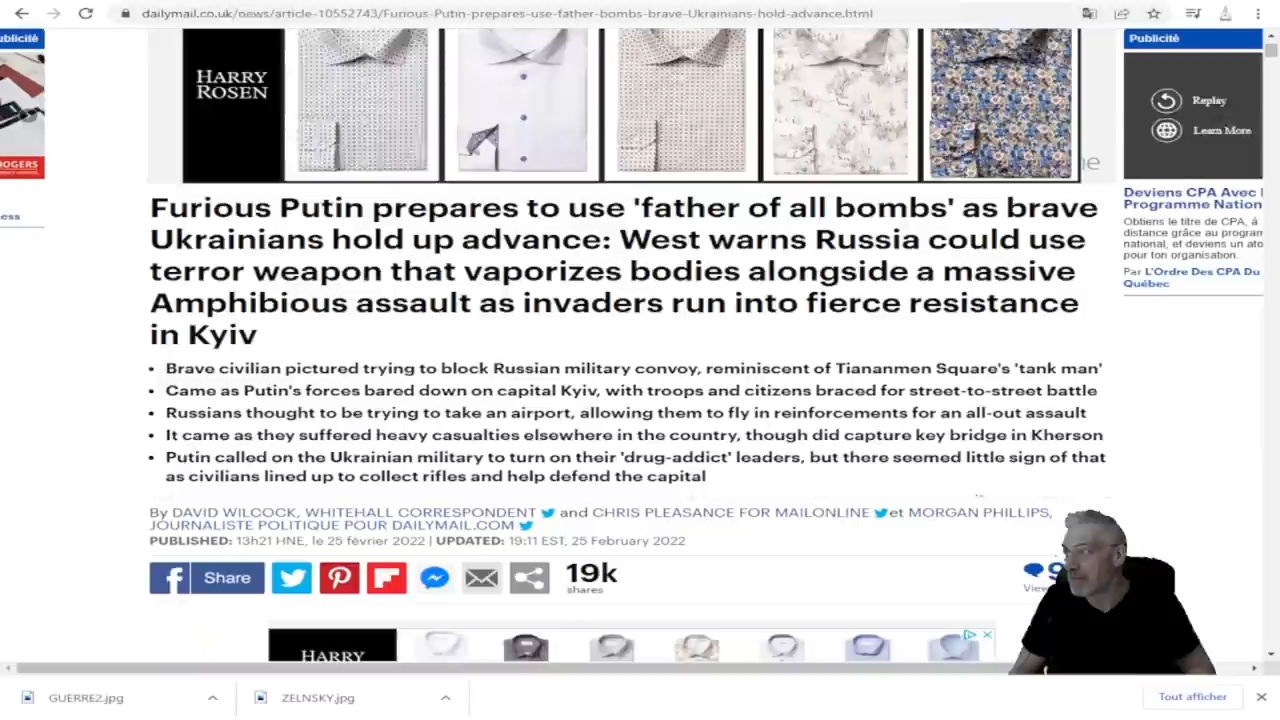 dailymail.co.uk/news/article-10552743/Furious-Putin-prepares-use-father-bombs-brave-Ukrainians-hold-advance.html
ublicité
Publicité
HARRY
ROSEN
Replay
Learn More
ROGERS
ess
Deviens CPA Avec
Programme Nation
Obtiens le titre de CPA, à
distance grâce au program
national, et deviens un ato
pour ton organisation.
Par L'Ordre Des CPA Du
Québec
Furious Putin prepares to use 'father of all bombs' as brave
Ukrainians hold up advance: West warns Russia could use
terror weapon that vaporizes bodies alongside a massive
Amphibious assault as invaders run into fierce resistance
in Kyiv
• Brave civilian pictured trying to block Russian military convoy, reminiscent of Tiananmen Square's 'tank man'
• Came as Putin's forces bared down on capital Kyiv, with troops and citizens braced for street-to-street battle
• Russians thought to be trying to take an airport, allowing them to fly in reinforcements for an all-out assault
• It came as they suffered heavy casualties elsewhere in the country, though did capture key bridge in Kherson
• Putin called on the Ukrainian military to turn on their 'drug-addict' leaders, but there seemed little sign of that
as civilians lined up to collect rifles and help defend the capital
By DAVID WILCOCK, WHITEHALL CORRESPONDENT and CHRIS PLEASANCE FOR MAILONLINE et MORGAN PHILLIPS,
JOURNALISTE POLITIQUE POUR DAILYMAIL.COM
PUBLISHED: 13h21 HNE, le 25 février 2022 | UPDATED: 19:11 EST, 25 February 2022
Share
19k
shares
View
HARRY
GUERRE2.jpg
ZELNSKY.jpg
Tout afficher